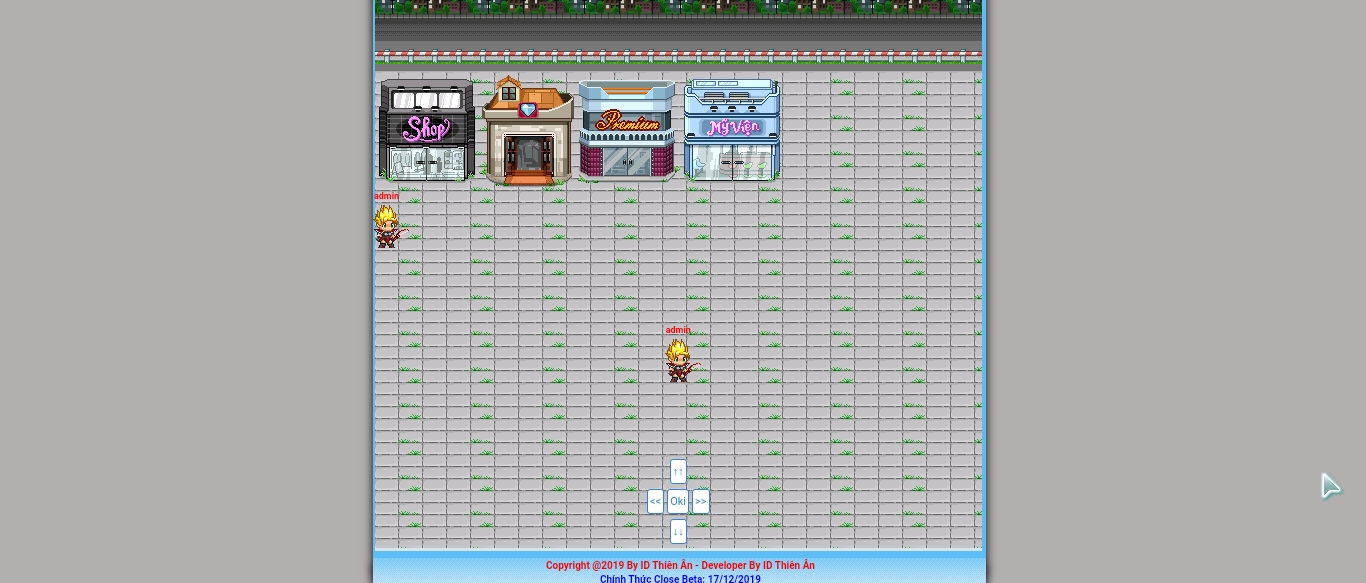 Shop
Premium
Mỹ Viện
admin
admin
↑↑
<< Oki >>
↓↓
Copyright @2019 By ID Thiên Ân - Developer By ID Thiên Ân
Chính Thức Close Beta: 17/12/2019